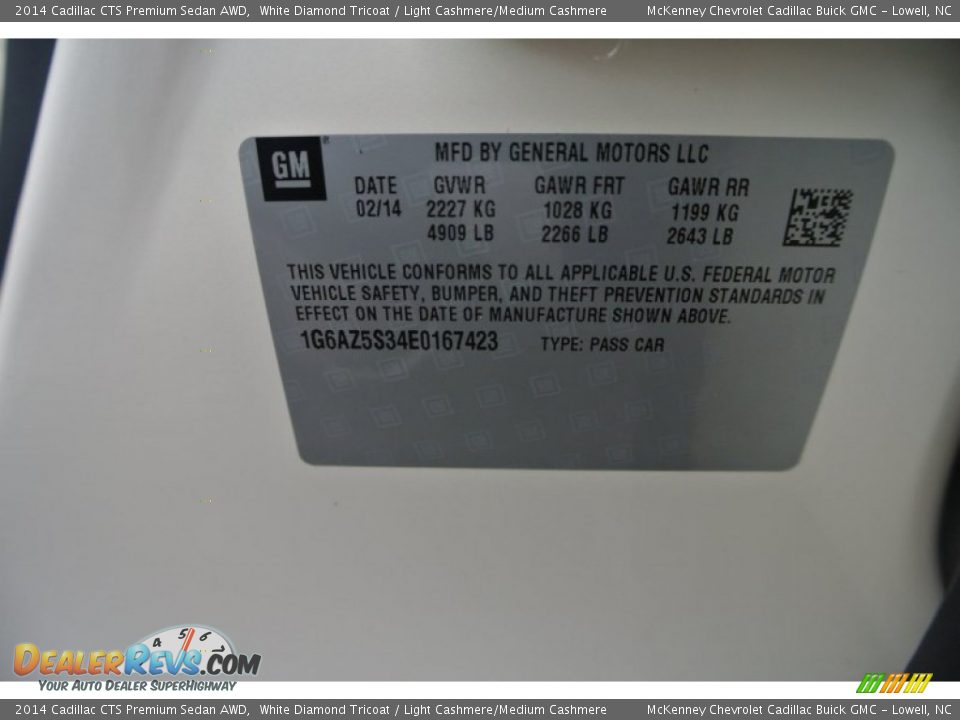 2014 Cadillac CTS Premium Sedan AWD,  White Diamond Tricoat / Light Cashmere/Medium Cashmere  McKenney Chevrolet Cadillac Buick GMC - Lowell, NC
GM
MFD BY GENERAL MOTORS LLC
DATE GVWR GAWR FRT GAWR RR
02/14 2227 KG 1028 KG 1199 KG
4909 LB 2266 LB 2643 LB
THIS VEHICLE CONFORMS TO ALL APPLICABLE U.S. FEDERAL MOTOR
VEHICLE SAFETY, BUMPER, AND THEFT PREVENTION STANDARDS IN
EFFECT ON THE DATE OF MANUFACTURE SHOWN ABOVE.
1G6AZ5S34E0167423 TYPE: PASS CAR
4 5 6 7
DEALERREVS.COM
YOUR AUTO DEALER SUPERHIGHWAY
2014 Cadillac CTS Premium Sedan AWD,  White Diamond Tricoat / Light Cashmere/Medium Cashmere  McKenney Chevrolet Cadillac Buick GMC - Lowell, NC